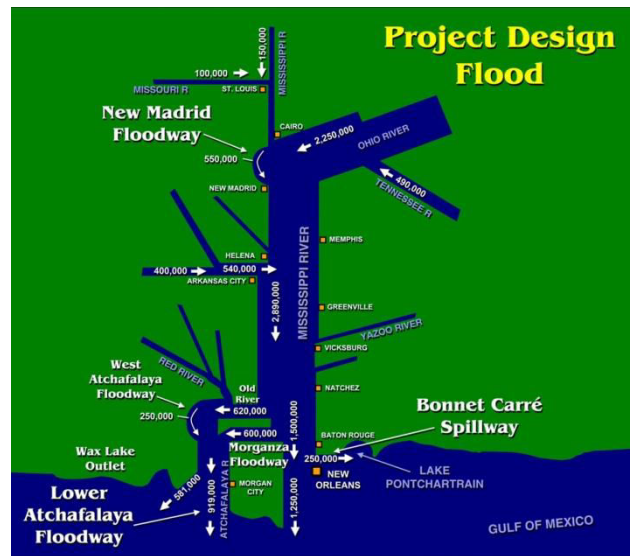 Project Design
Flood
150,000
MISSISSIPPI R
100,000
MISSOURI R
ST. LOUIS
New Madrid
Floodway
CAIRO
2,250,000
OHIO RIVER
550,000
NEW MADRID
490,000
TENNESSEE R
MEMPHIS
HELENA
400,000
540,000
ARKANSAS CITY
2,890,000
MISSISSIPPI RIVER
GREENVILLE
YAZOO RIVER
VICKSBURG
RED RIVER
West
Atchafalaya
Floodway
NATCHEZ
Old
River
250,000
620,000
1,500,000
Bonnet Carré
Spillway
Wax Lake
Outlet
600,000
Morganza
Floodway
BATON ROUGE
250,000
NEW
ORLEANS
LAKE
PONTCHARTRAIN
581,000
919,000
ATCHAFALAYA R
MORGAN
CITY
1,250,000
Lower
Atchafalaya
Floodway
GULF OF MEXICO